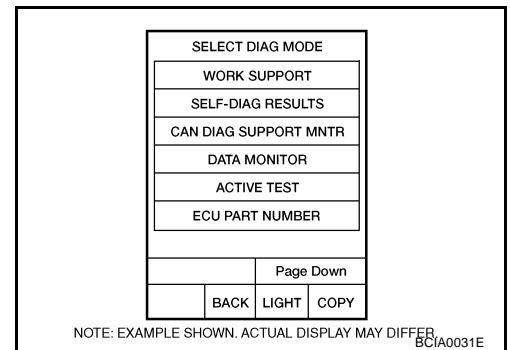 SELECT DIAG MODE
WORK SUPPORT
SELF-DIAG RESULTS
CAN DIAG SUPPORT MNTR
DATA MONITOR
ACTIVE TEST
ECU PART NUMBER
Page Down
BACK LIGHT COPY
NOTE: EXAMPLE SHOWN. ACTUAL DISPLAY MAY DIFFER.
BCIA0031E